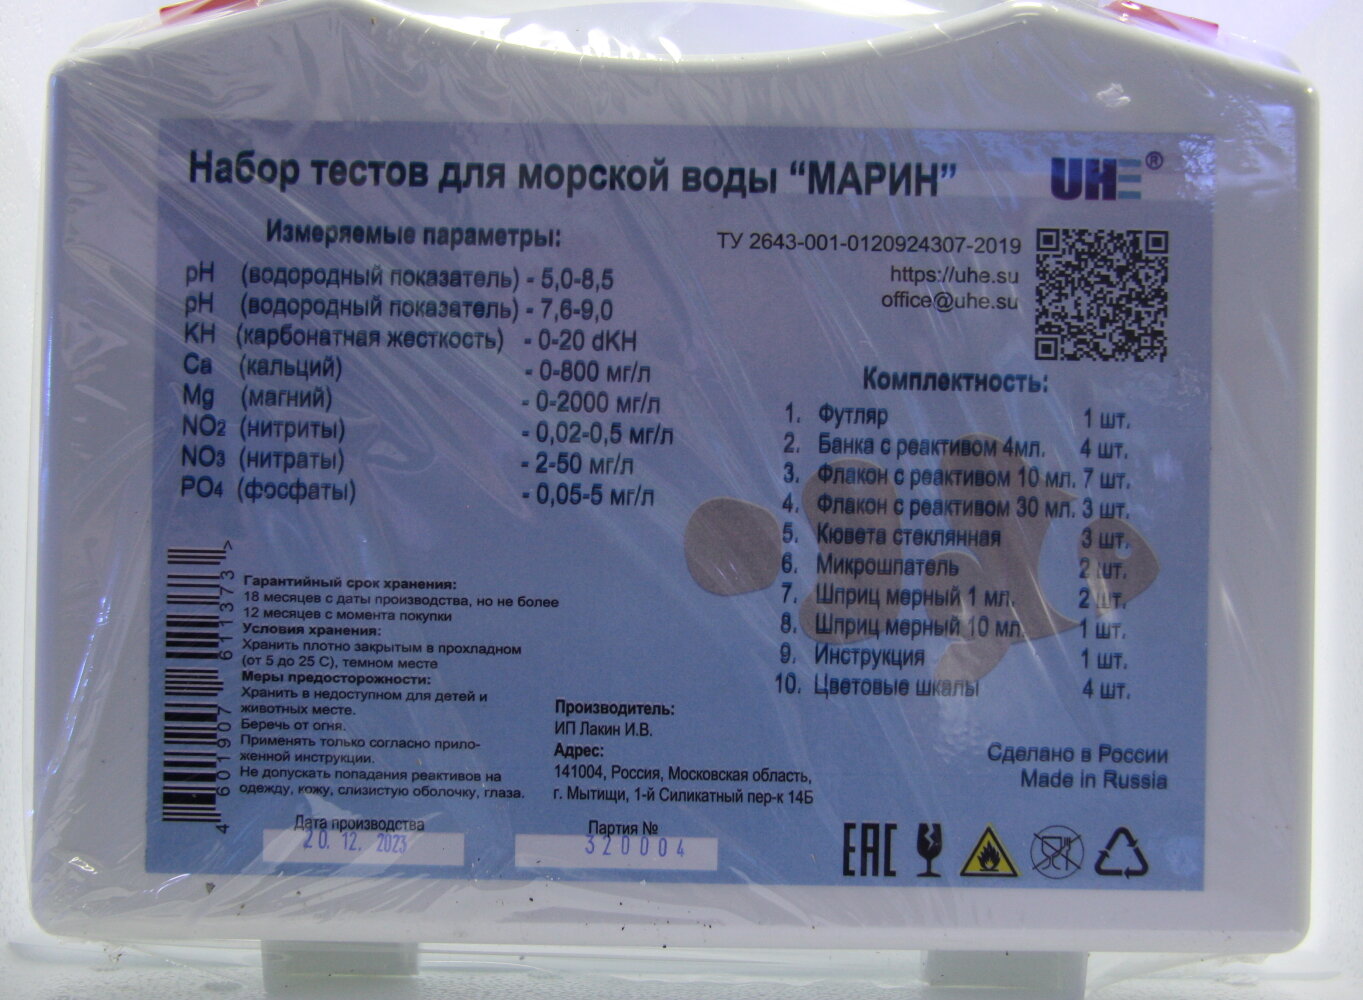 Набор тестов для морской воды “МАРИН”
UHE®
Измеряемые параметры:
pH (водородный показатель) - 5,0-8,5
pH (водородный показатель) - 7,6-9,0
KH (карбонатная жесткость) - 0-20 dKH
Ca (кальций) - 0-800 мг/л
Mg (магний) - 0-2000 мг/л
NO2 (нитриты) - 0,02-0,5 мг/л
NO3 (нитраты) - 2-50 мг/л
PO4 (фосфаты) - 0,05-5 мг/л
ТУ 2643-001-0120924307-2019
https://uhe.su
office@uhe.su
Комплектность:
1. Футляр 1 шт.
2. Банка с реактивом 4мл. 4 шт.
3. Флакон с реактивом 10 мл. 7 шт.
4. Флакон с реактивом 30 мл. 3 шт.
5. Кювета стеклянная 3 шт.
6. Микрошпатель 2 шт.
7. Шприц мерный 1 мл. 2 шт.
8. Шприц мерный 10 мл. 1 шт.
9. Инструкция 1 шт.
10. Цветовые шкалы 4 шт.
4 601907 611373 >
Гарантийный срок хранения:
18 месяцев с даты производства, но не более
12 месяцев с момента покупки
Условия хранения:
Хранить плотно закрытым в прохладном
(от 5 до 25 С), темном месте
Меры предосторожности:
Хранить в недоступном для детей и
животных месте.
Беречь от огня.
Применять только согласно прило-
женной инструкции.
Не допускать попадания реактивов на
одежду, кожу, слизистую оболочку, глаза.
Производитель:
ИП Лакин И.В.
Адрес:
141004, Россия, Московская область,
г. Мытищи, 1-й Силикатный пер-к 14Б
Сделано в России
Made in Russia
Дата производства
20. 12. 2023
Партия №
320004
EAC